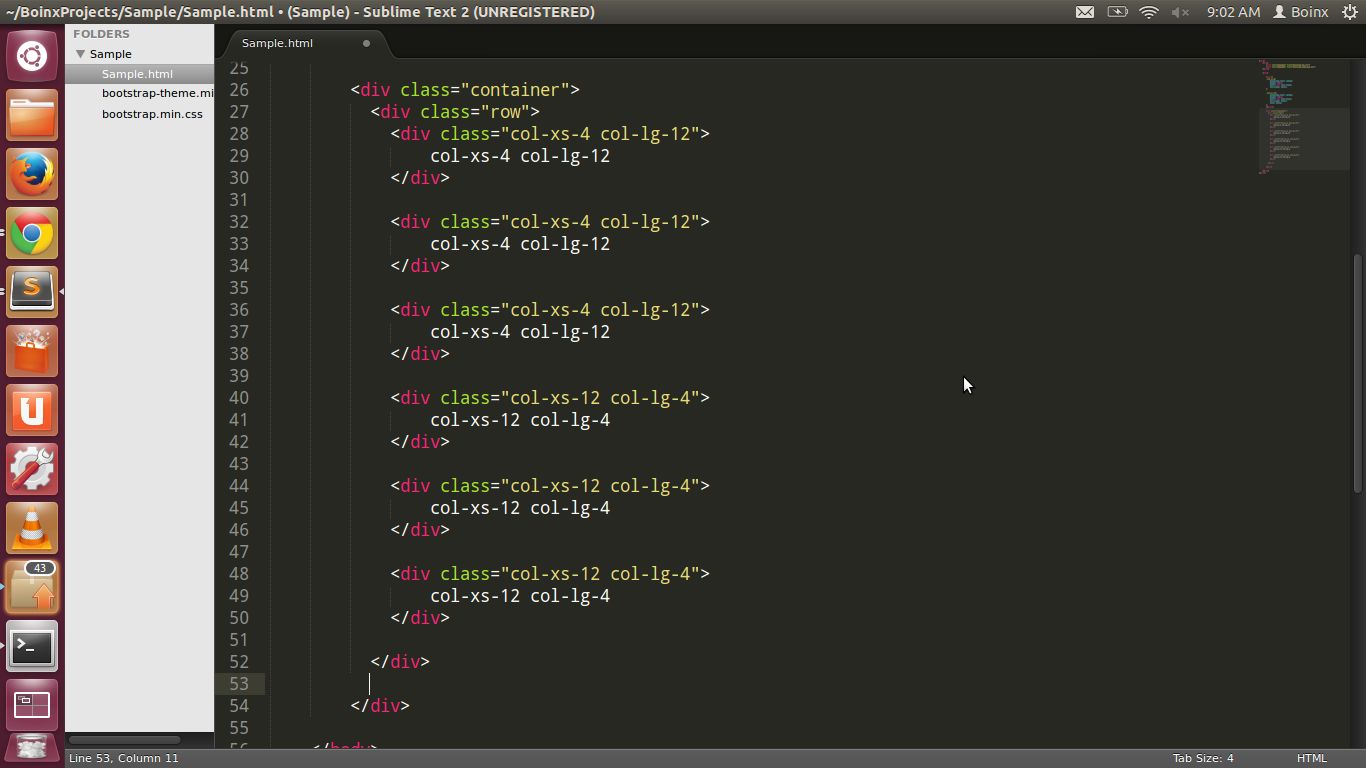 ~/BoinxProjects/Sample/Sample.html • (Sample) - Sublime Text 2 (UNREGISTERED)
9:02 AM
Boinx
FOLDERS
Sample
Sample.html
bootstrap-theme.mi
bootstrap.min.css
Sample.html
25
26 <div class="container">
27 <div class="row">
28 <div class="col-xs-4 col-lg-12">
29 col-xs-4 col-lg-12
30 </div>
31
32 <div class="col-xs-4 col-lg-12">
33 col-xs-4 col-lg-12
34 </div>
35
36 <div class="col-xs-4 col-lg-12">
37 col-xs-4 col-lg-12
38 </div>
39
40 <div class="col-xs-12 col-lg-4">
41 col-xs-12 col-lg-4
42 </div>
43
44 <div class="col-xs-12 col-lg-4">
45 col-xs-12 col-lg-4
46 </div>
47
48 <div class="col-xs-12 col-lg-4">
49 col-xs-12 col-lg-4
50 </div>
51
52 </div>
53
54 </div>
55
56 </body>
43
Line 53, Column 11
Tab Size: 4
HTML